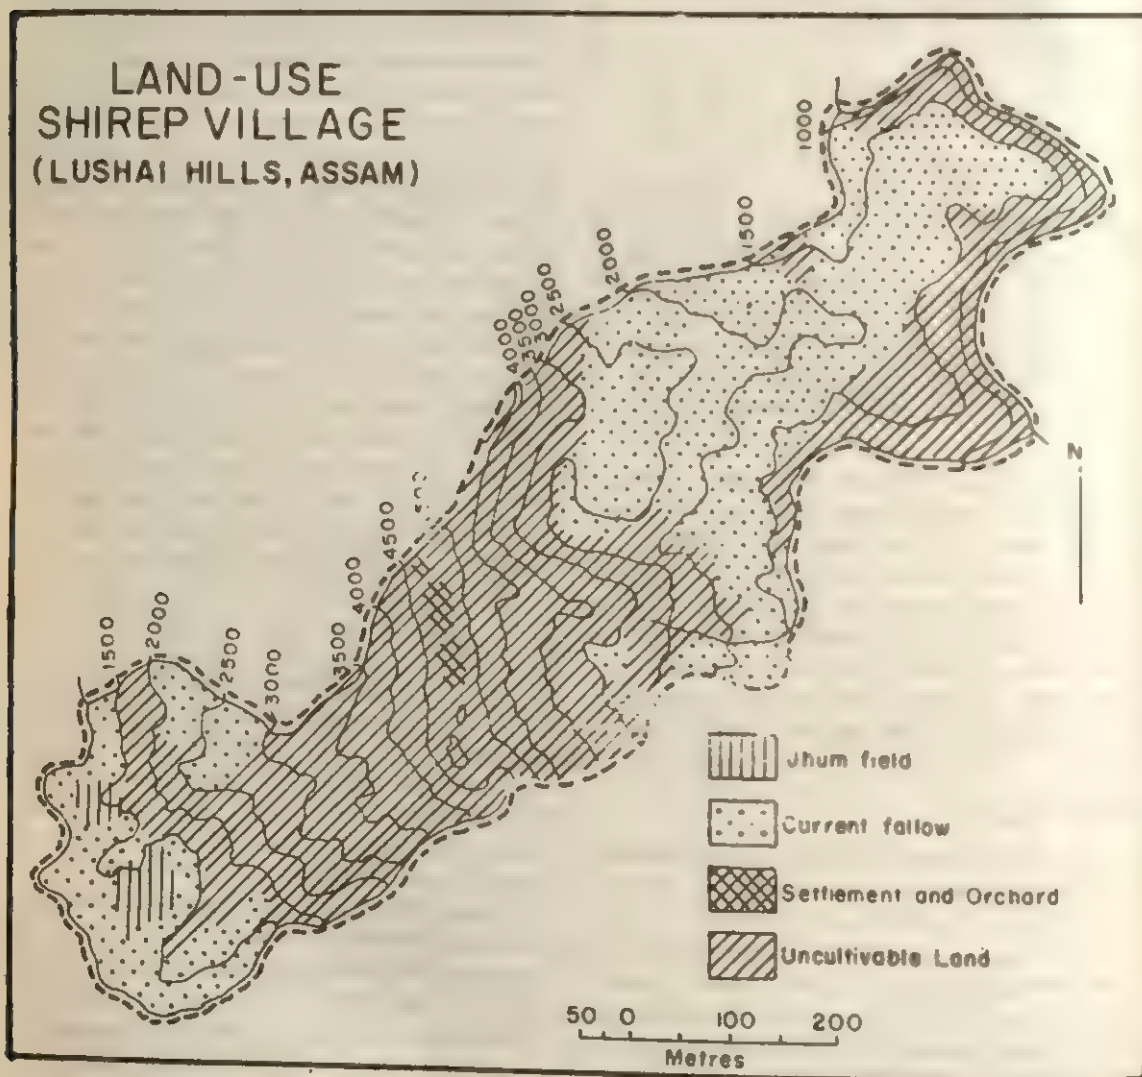 LAND-USE
SHIREP VILLAGE
(LUSHAI HILLS, ASSAM)
1000
1500
2000
2500
3000
3500
4000
4500
4000
3500
3000
2500
2000
1500
N
Jhum field
Current fallow
Settlement and Orchard
Uncultivable Land
50 0 100 200
Metres